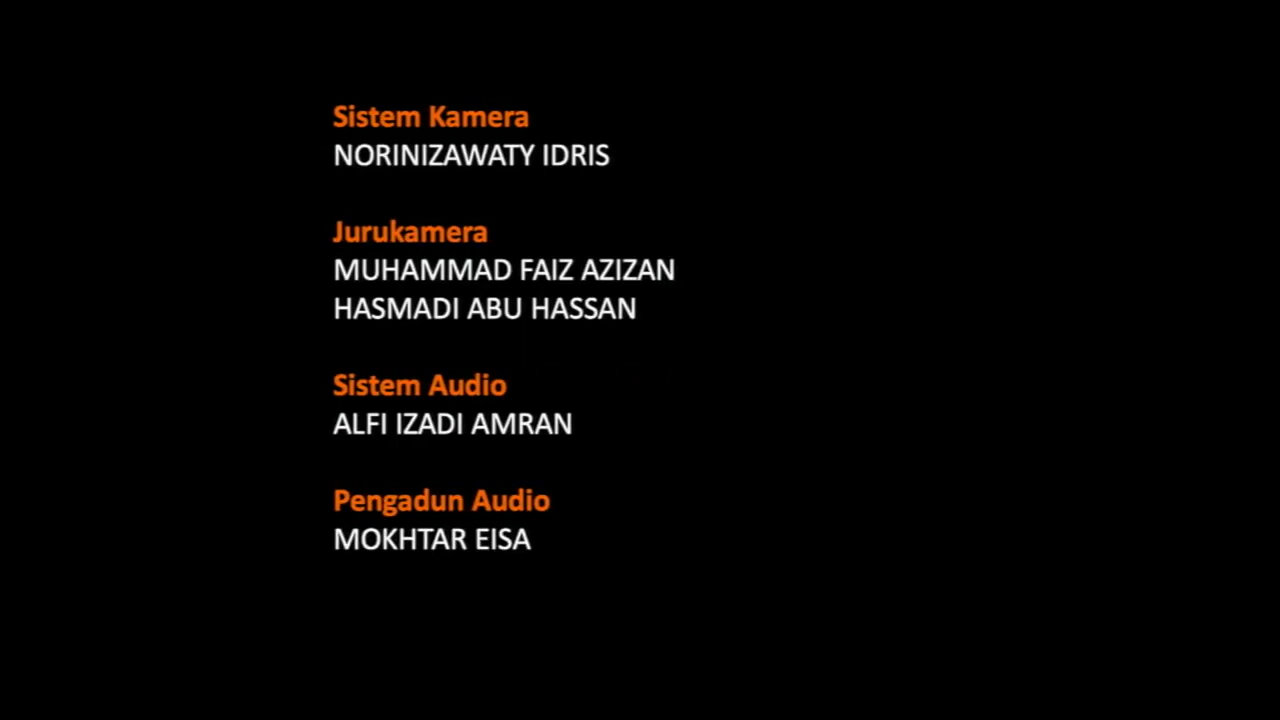 Sistem Kamera
NORINIZAWATY IDRIS
Jurukamera
MUHAMMAD FAIZ AZIZAN
HASMADI ABU HASSAN
Sistem Audio
ALFI IZADI AMRAN
Pengadun Audio
MOKHTAR EISA